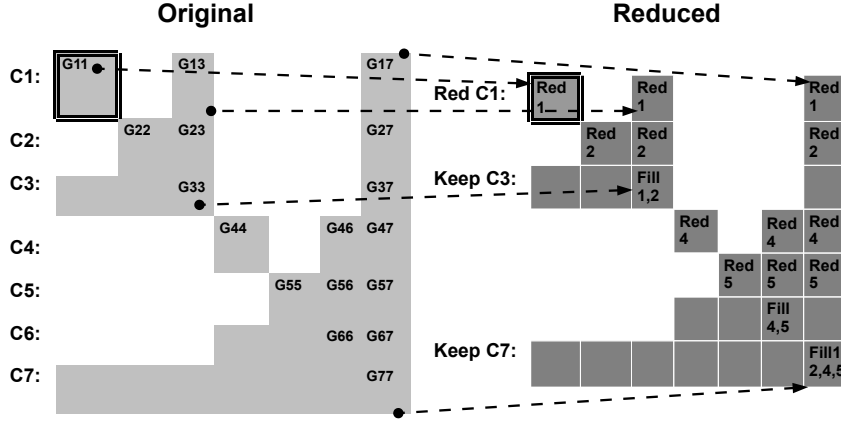 Original Reduced
C1: G11 G13 G17
Red C1: Red 1 Red 1 Red 1
C2: G22 G23 G27
Red 2 Red 2 Red 2
C3: G33 G37
Keep C3: Fill 1,2
C4: G44 G46 G47
Red 4 Red 4 Red 4
C5: G55 G56 G57
Red 5 Red 5 Red 5
C6: G66 G67
Fill 4,5
C7: G77
Keep C7: Fill1 2,4,5